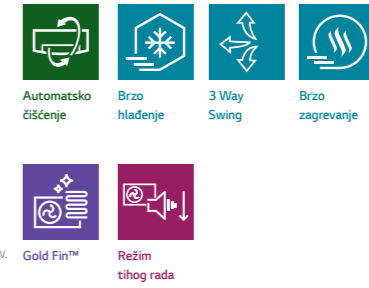 Automatsko
čišćenje
Brzo
hlađenje
3 Way
Swing
Brzo
zagrevanje
Gold Fin™
Režim
tihog rada